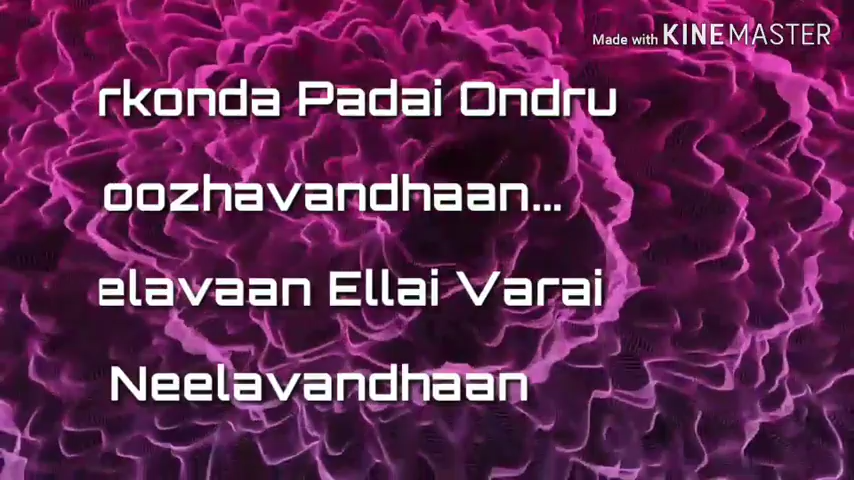 Made with KINEMASTER
rkonda Padai Ondru
oozhavandhaan...
elavaan Ellai Varai
Neelavandhaan